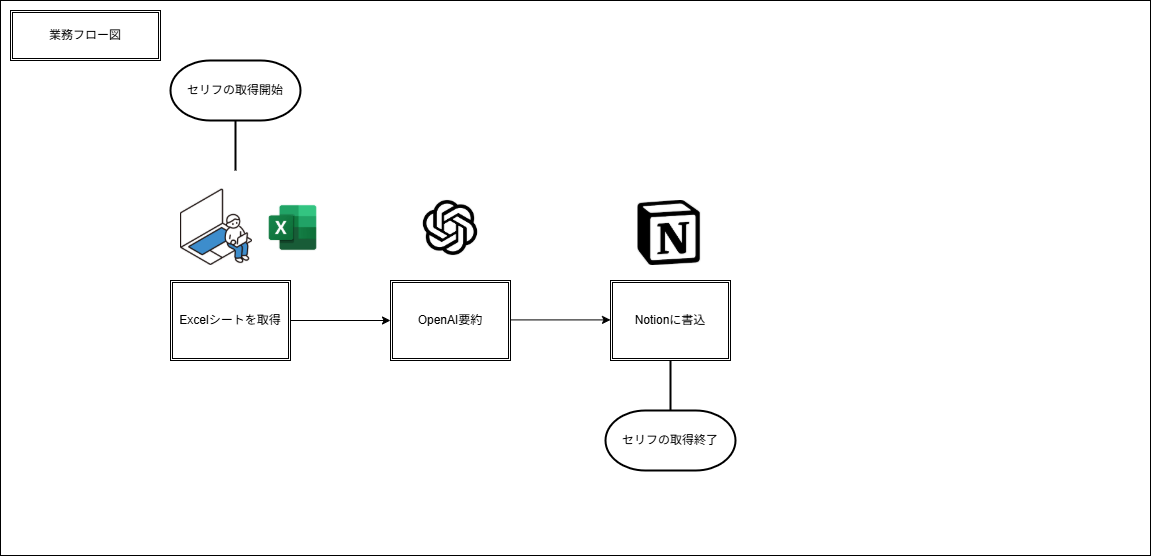 業務フロー図
セリフの取得開始
X
N
Excelシートを取得
OpenAI要約
Notionに書込
セリフの取得終了